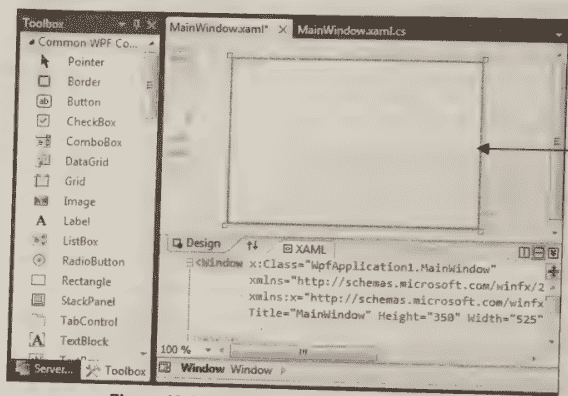 Toolbox
Common WPF Co...
Pointer
Border
Button
CheckBox
ComboBox
DataGrid
Grid
Image
Label
ListBox
RadioButton
Rectangle
StackPanel
TabControl
TextBlock
Server...
Toolbox
MainWindow.xaml*
MainWindow.xaml.cs
Design
XAML
<Window x:Class="WpfApplication1.MainWindow"
xmlns="http://schemas.microsoft.com/winfx/2
xmlns:x="http://schemas.microsoft.com/winfx
Title="MainWindow" Height="350" Width="525"
100 %
Window Window